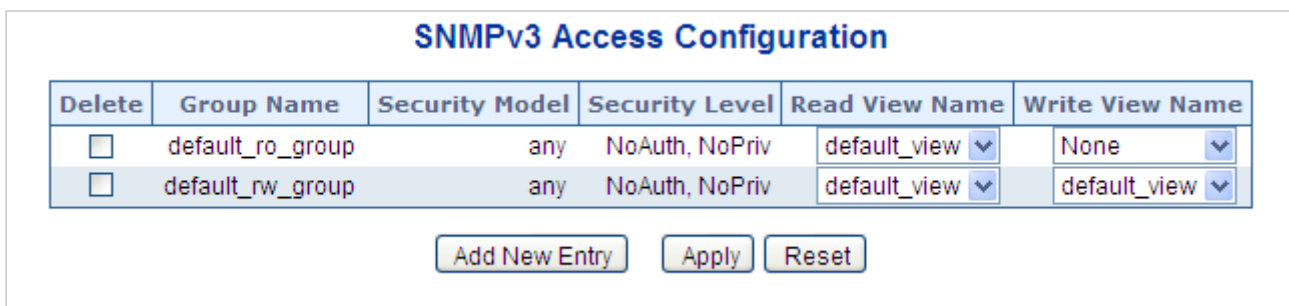 SNMPv3 Access Configuration
Delete Group Name Security Model Security Level Read View Name Write View Name
default_ro_group any NoAuth, NoPriv default_view None
default_rw_group any NoAuth, NoPriv default_view default_view
Add New Entry Apply Reset